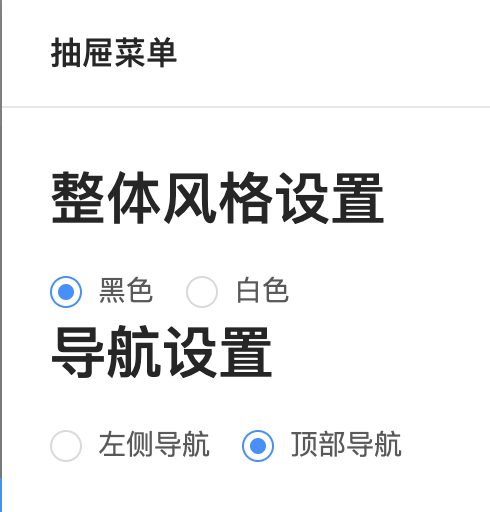 抽屉菜单
整体风格设置
黑色 白色
导航设置
左侧导航 顶部导航